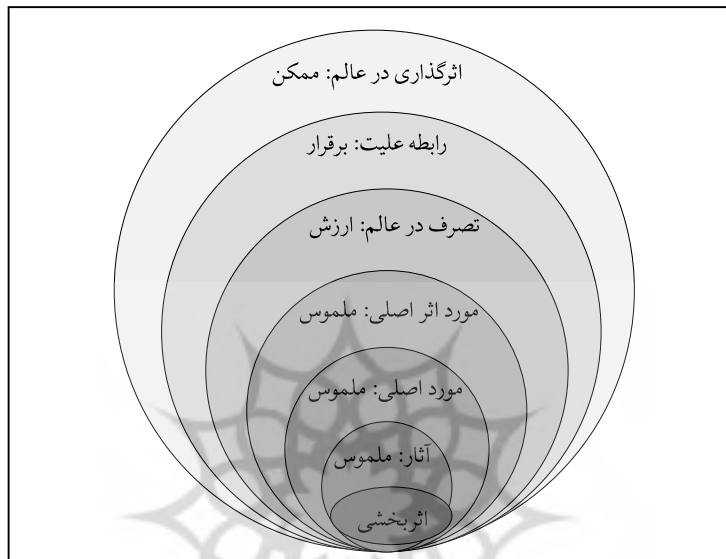 اثرگذاری در عالم: ممکن
رابطه علیت: برقرار
تصرف در عالم: ارزش
مورد اثر اصلی: ملموس
مورد اصلی: ملموس
آثار: ملموس
اثربخشی